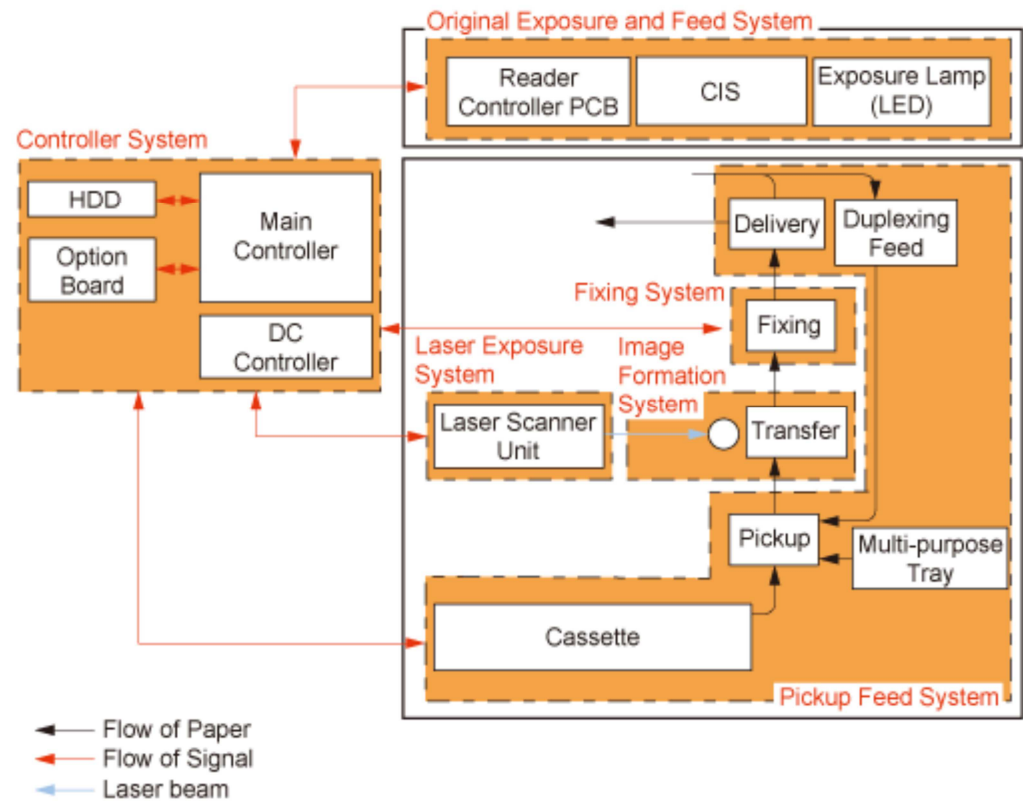 Original Exposure and Feed System
Reader
Controller PCB
CIS
Exposure Lamp
(LED)
Controller System
HDD
Option
Board
Main
Controller
DC
Controller
Delivery
Duplexing
Feed
Fixing System
Fixing
Laser Exposure
System
Laser Scanner
Unit
Image
Formation
System
Transfer
Pickup
Multi-purpose
Tray
Cassette
Pickup Feed System
Flow of Paper
Flow of Signal
Laser beam